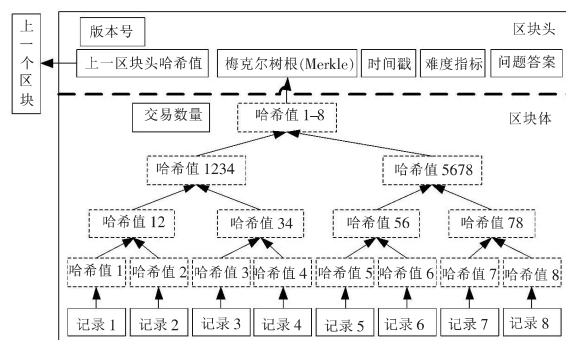 上一个区块
版本号
区块头
上一区块头哈希值
梅克尔树根(Merkle)
时间戳
难度指标
问题答案
交易数量
哈希值 1–8
区块体
哈希值 1234
哈希值 5678
哈希值 12
哈希值 34
哈希值 56
哈希值 78
哈希值 1
哈希值 2
哈希值 3
哈希值 4
哈希值 5
哈希值 6
哈希值 7
哈希值 8
记录 1
记录 2
记录 3
记录 4
记录 5
记录 6
记录 7
记录 8